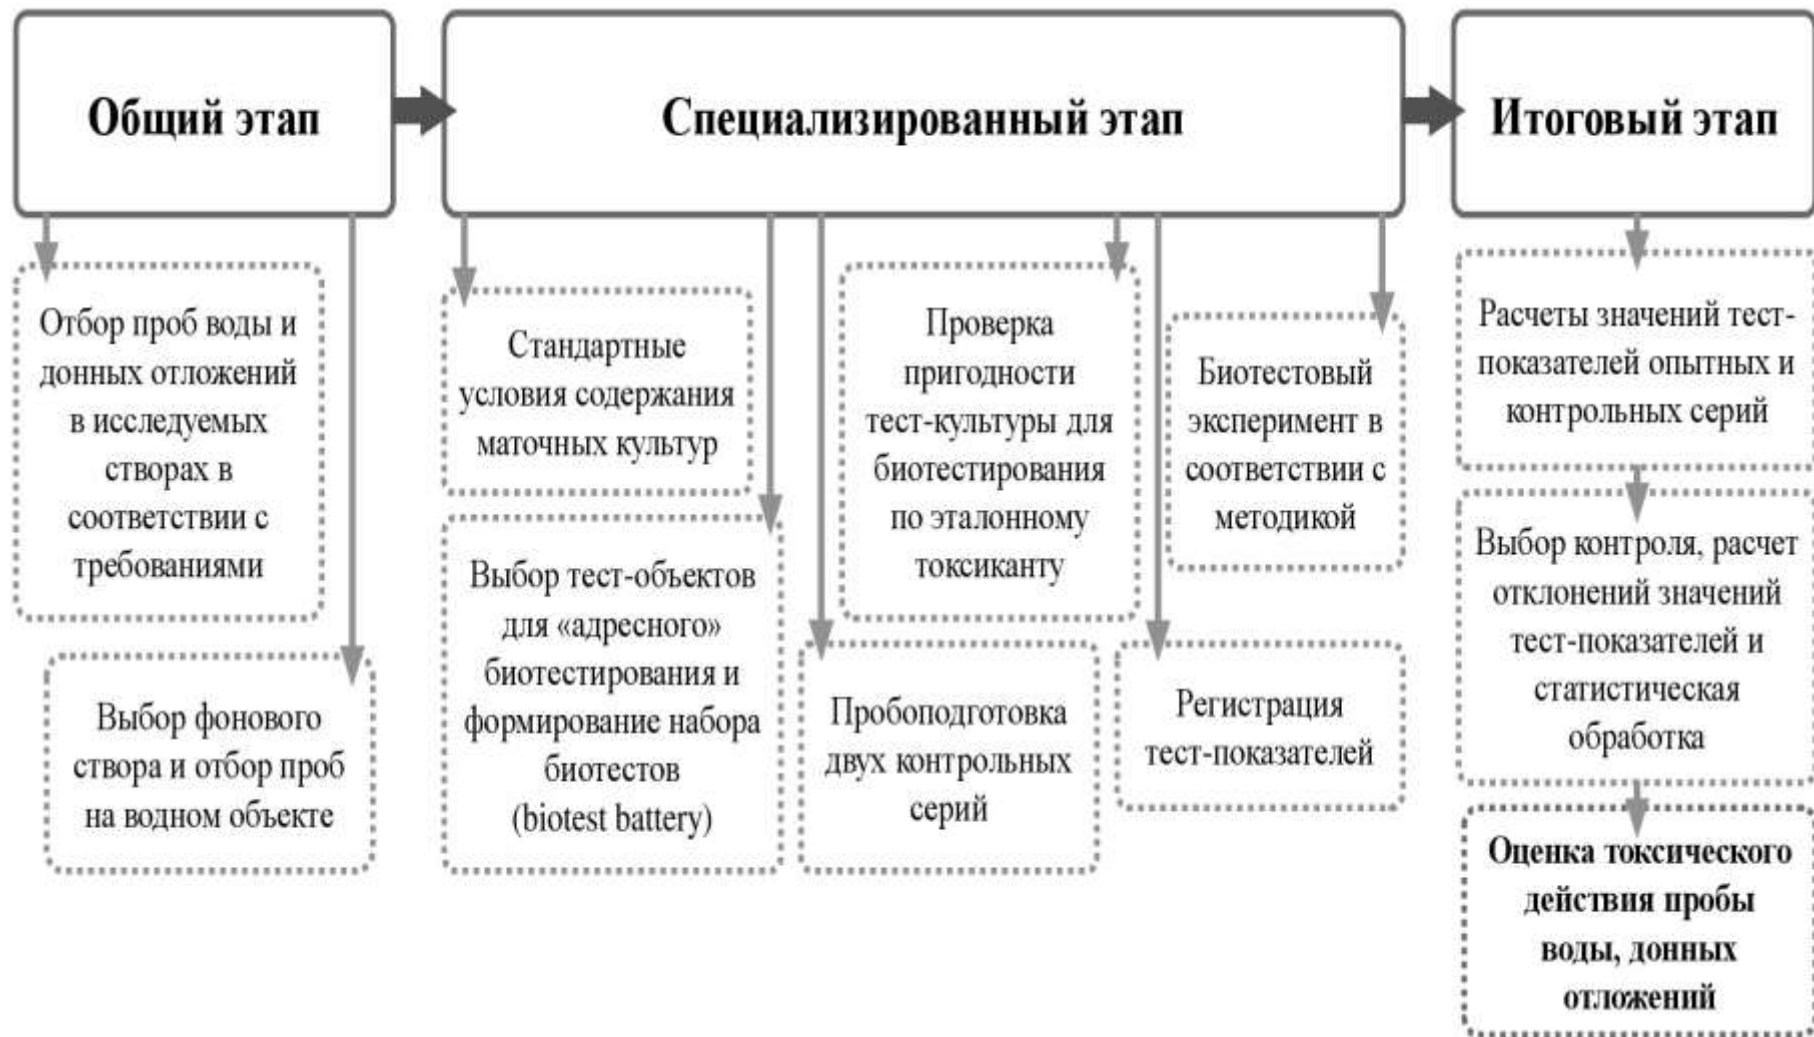 Общий этап
Специализированный этап
Итоговый этап
Отбор проб воды и
донных отложений
в исследуемых
створах в
соответствии с
требованиями
Выбор фонового
створа и отбор проб
на водном объекте
Стандартные
условия содержания
маточных культур
Выбор тест-объектов
для «адресного»
биотестирования и
формирование набора
биотестов
(biotest battery)
Проверка
пригодности
тест-культуры для
биотестирования
по эталонному
токсиканту
Пробоподготовка
двух контрольных
серий
Биотестовый
эксперимент в
соответствии с
методикой
Регистрация
тест-показателей
Расчеты значений тест-
показателей опытных и
контрольных серий
Выбор контроля, расчет
отклонений значений
тест-показателей и
статистическая
обработка
Оценка токсического
действия пробы
воды, донных
отложений